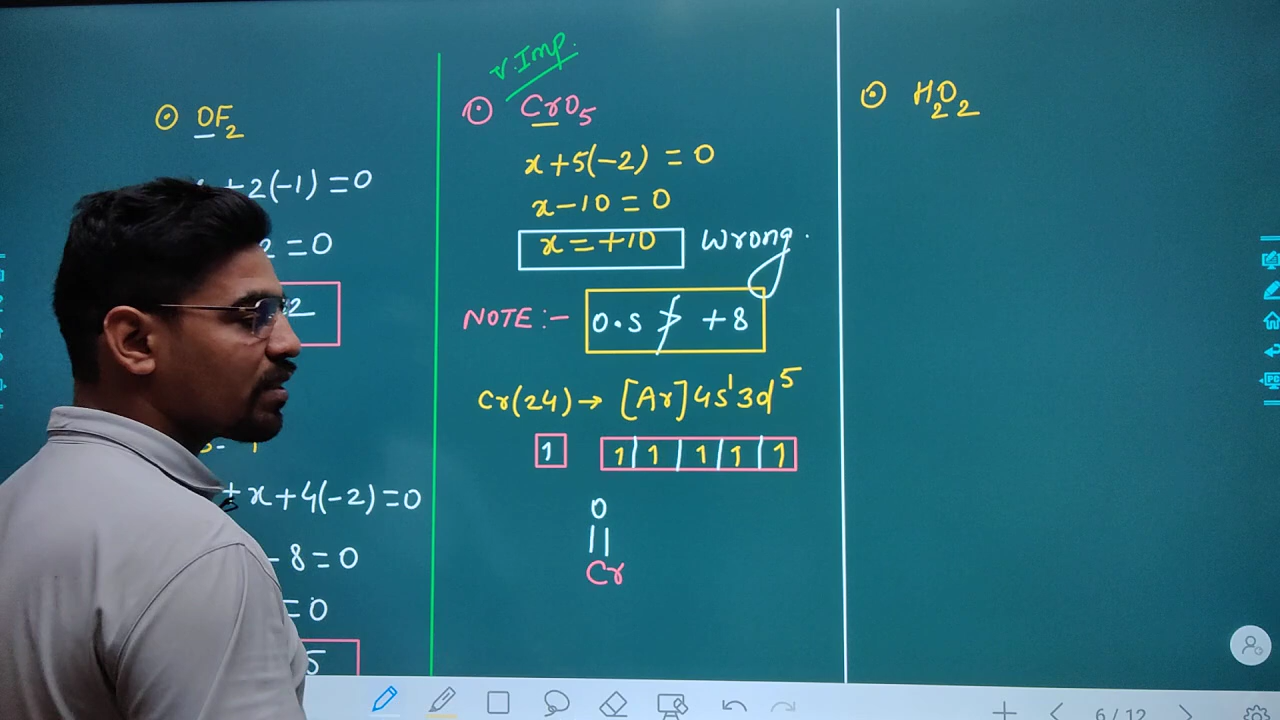 ⊙ OF2
x + 2(-1) = 0
2 = 0
2
± x + 4(-2) = 0
- 8 = 0
= 0
5
V. Imp.
⊙ CrO5
x + 5(-2) = 0
x - 10 = 0
x = +10 Wrong.
NOTE :- O.S ≯ +8
Cr(24) → [Ar] 4s¹ 3d⁵
1 1 1 1 1 1
O
||
Cr
⊙ H2O2
6 / 12
PC